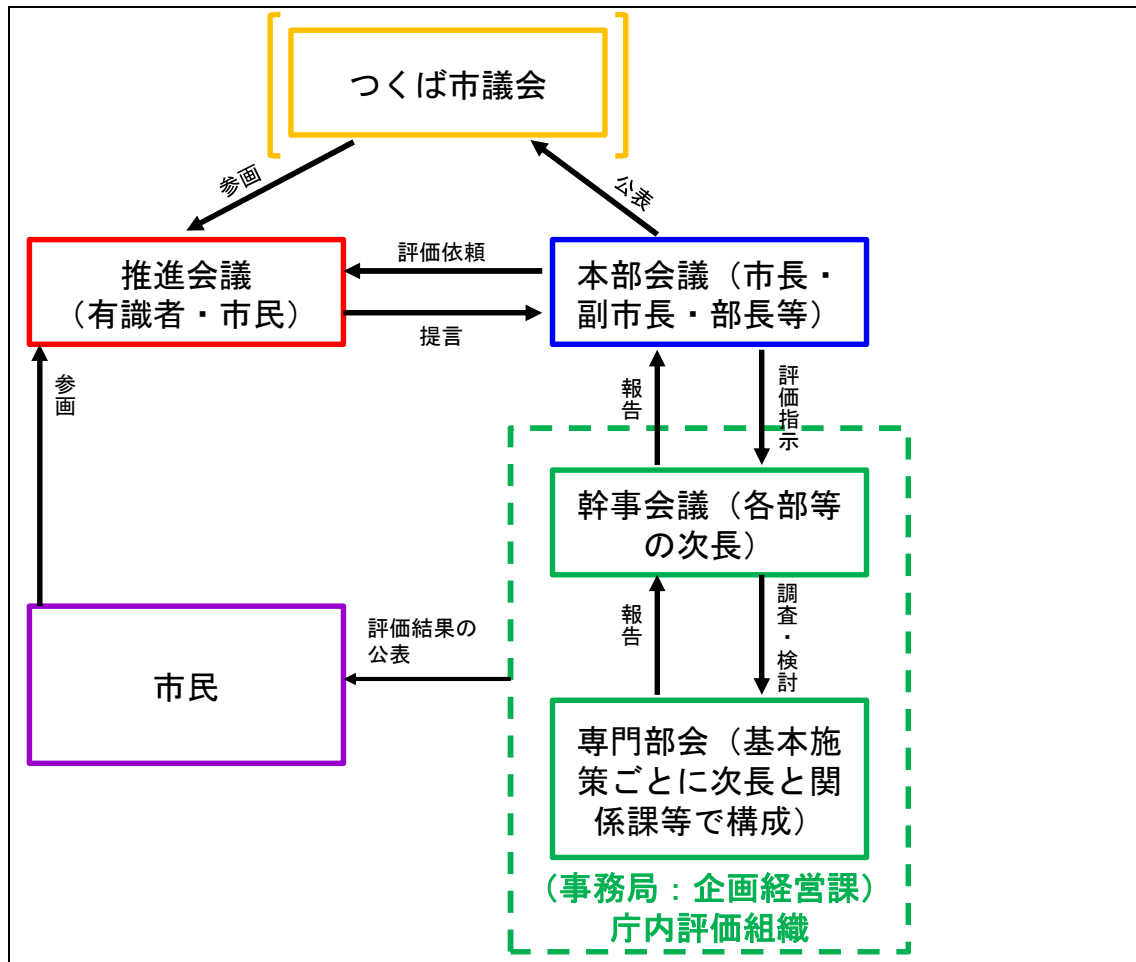 つくば市議会
参画
公表
推進会議
（有識者・市民）
評価依頼
提言
本部会議（市長・
副市長・部長等）
参画
報告
評価指示
幹事会議（各部等
の次長）
報告
調査・検討
市民
評価結果の
公表
専門部会（基本施
策ごとに次長と関
係課等で構成）
（事務局：企画経営課）
庁内評価組織